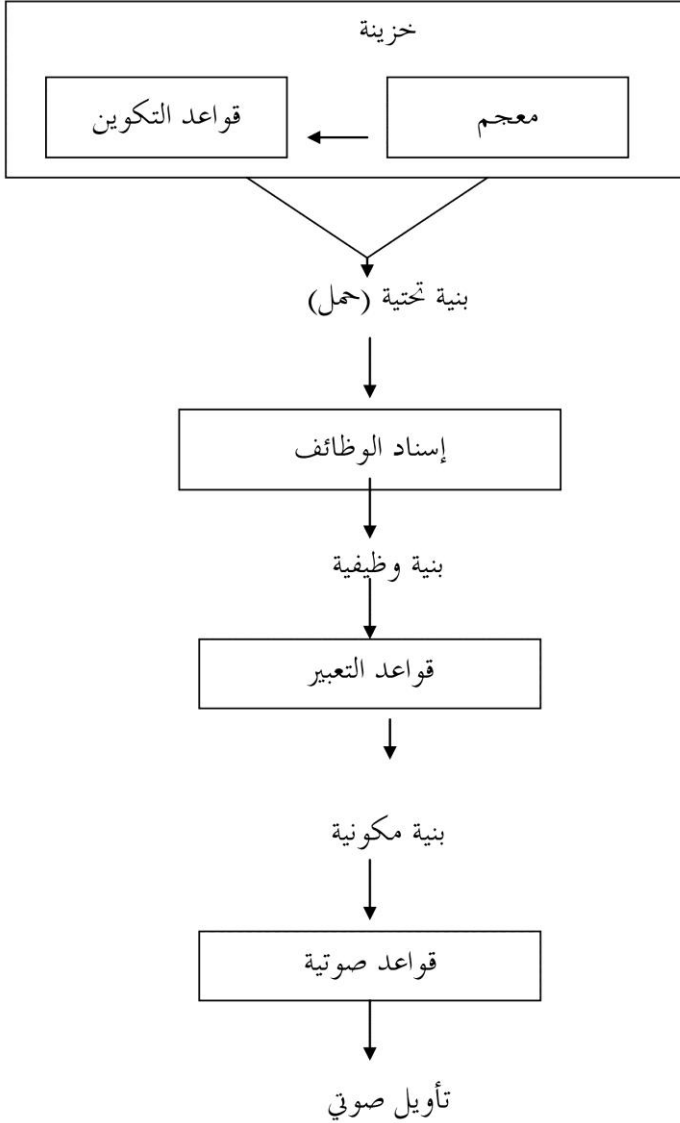 خزينة
معجم
قواعد التكوين
بنية تحتية (حمل)
إسناد الوظائف
بنية وظيفية
قواعد التعبير
بنية مكونية
قواعد صوتية
تأويل صوتي